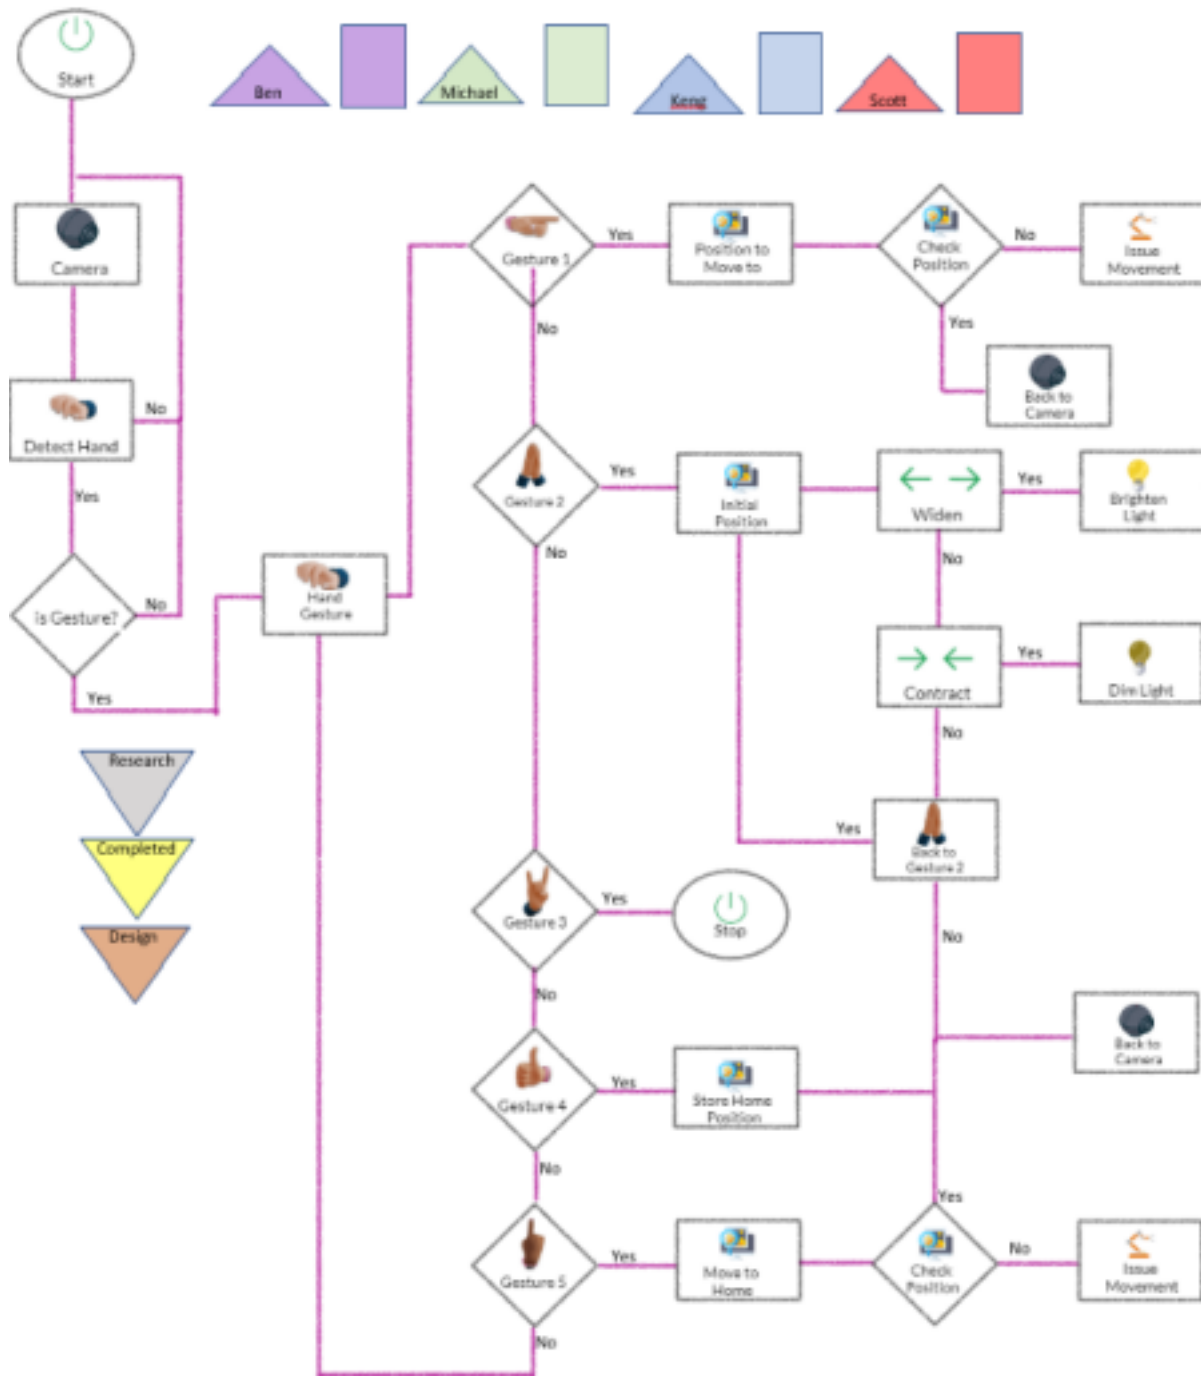 Start
Ben
Michael
Keng
Scott
Camera
Detect Hand
No
Yes
is Gesture?
No
Yes
Research
Completed
Design
Hand
Gesture
Gesture 1
Yes
No
Position to
Move to
Check
Position
No
Issue
Movement
Yes
Back to
Camera
Gesture 2
Yes
No
Initial
Position
Widen
Yes
Brighten
Light
No
Contract
Yes
Dim Light
No
Yes
Back to
Gesture 2
No
Gesture 3
Yes
Stop
No
Back to
Camera
Gesture 4
Yes
Store Home
Position
No
Gesture 5
Yes
Move to
Home
Yes
Check
Position
No
Issue
Movement
No